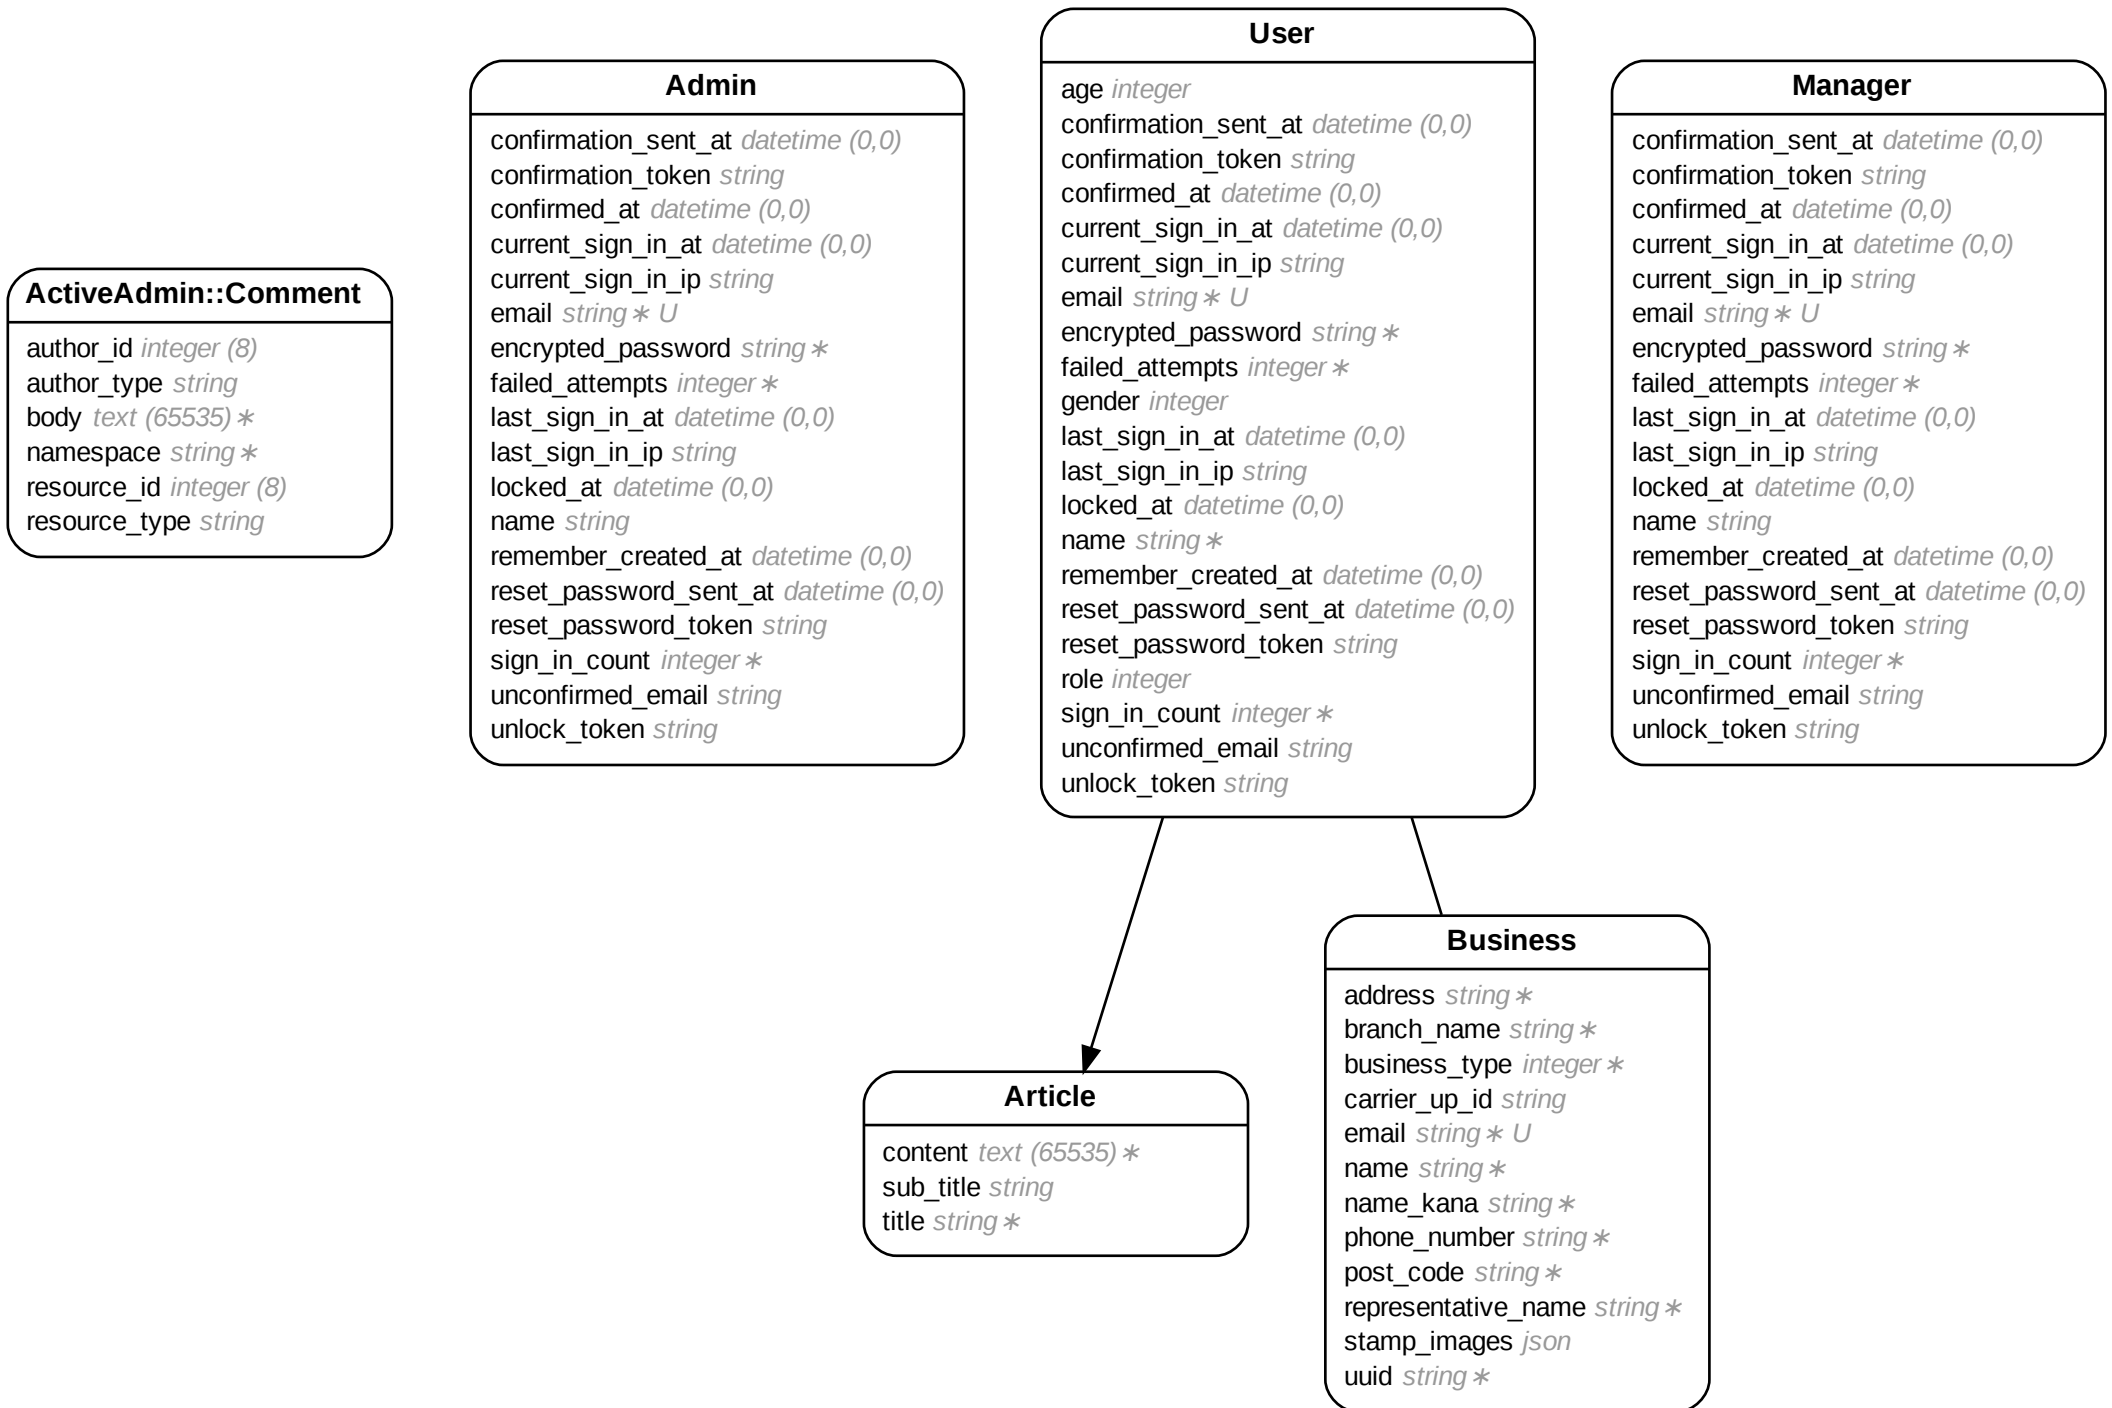 ActiveAdmin::Comment
author_id integer (8)
author_type string
body text (65535) ∗
namespace string ∗
resource_id integer (8)
resource_type string
Admin
confirmation_sent_at datetime (0,0)
confirmation_token string
confirmed_at datetime (0,0)
current_sign_in_at datetime (0,0)
current_sign_in_ip string
email string ∗ U
encrypted_password string ∗
failed_attempts integer ∗
last_sign_in_at datetime (0,0)
last_sign_in_ip string
locked_at datetime (0,0)
name string
remember_created_at datetime (0,0)
reset_password_sent_at datetime (0,0)
reset_password_token string
sign_in_count integer ∗
unconfirmed_email string
unlock_token string
User
age integer
confirmation_sent_at datetime (0,0)
confirmation_token string
confirmed_at datetime (0,0)
current_sign_in_at datetime (0,0)
current_sign_in_ip string
email string ∗ U
encrypted_password string ∗
failed_attempts integer ∗
gender integer
last_sign_in_at datetime (0,0)
last_sign_in_ip string
locked_at datetime (0,0)
name string ∗
remember_created_at datetime (0,0)
reset_password_sent_at datetime (0,0)
reset_password_token string
role integer
sign_in_count integer ∗
unconfirmed_email string
unlock_token string
Manager
confirmation_sent_at datetime (0,0)
confirmation_token string
confirmed_at datetime (0,0)
current_sign_in_at datetime (0,0)
current_sign_in_ip string
email string ∗ U
encrypted_password string ∗
failed_attempts integer ∗
last_sign_in_at datetime (0,0)
last_sign_in_ip string
locked_at datetime (0,0)
name string
remember_created_at datetime (0,0)
reset_password_sent_at datetime (0,0)
reset_password_token string
sign_in_count integer ∗
unconfirmed_email string
unlock_token string
Article
content text (65535) ∗
sub_title string
title string ∗
Business
address string ∗
branch_name string ∗
business_type integer ∗
carrier_up_id string
email string ∗ U
name string ∗
name_kana string ∗
phone_number string ∗
post_code string ∗
representative_name string ∗
stamp_images json
uuid string ∗